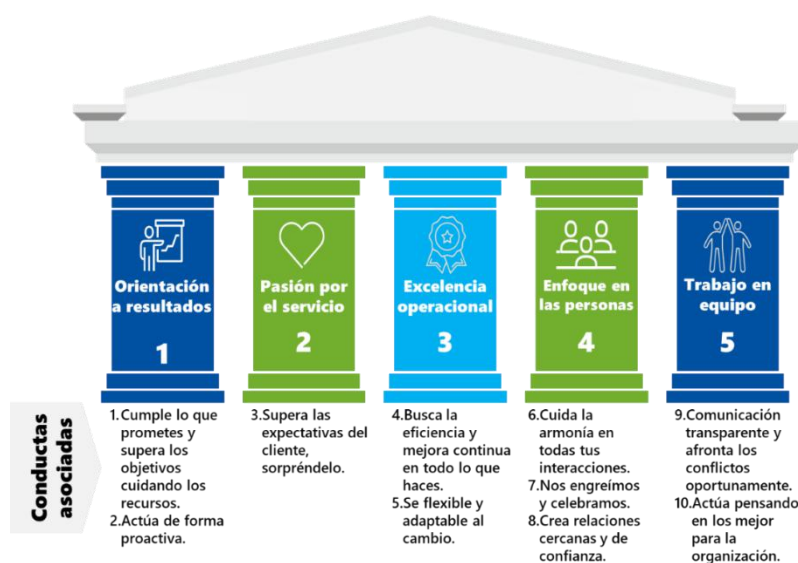 Orientación
a resultados
1
Pasión por
el servicio
2
Excelencia
operacional
3
Enfoque en
las personas
4
Trabajo en
equipo
5
Conductas
asociadas
1.Cumple lo que
prometes y
supera los
objetivos
cuidando los
recursos.
2.Actúa de forma
proactiva.
3.Supera las
expectativas del
cliente,
sorpréndelo.
4.Busca la
eficiencia y
mejora continua
en todo lo que
haces.
5.Se flexible y
adaptable al
cambio.
6.Cuida la
armonía en
todas tus
interacciones.
7.Nos engreímos
y celebramos.
8.Crea relaciones
cercanas y de
confianza.
9.Comunicación
transparente y
afronta los
conflictos
oportunamente.
10.Actúa pensando
en los mejor
para la
organización.